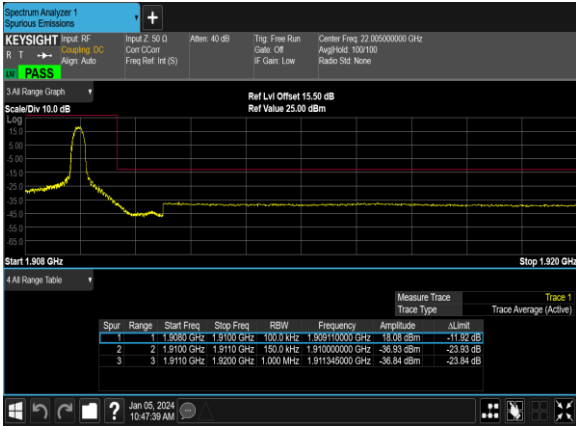 Spectrum Analyzer 1
Spurious Emissions
+
KEYSIGHT Input: RF Input Z: 50 Ω Atten: 40 dB Trig: Free Run Center Freq: 22.005000000 GHz
R T Coupling: DC Corr CCorr Gate: Off Avg|Hold: 100/100
Align: Auto Freq Ref: Int (S) IF Gain: Low Radio Std: None
LW PASS
3 All Range Graph
Ref Lvl Offset 15.50 dB
Scale/Div 10.0 dB Ref Value 25.00 dBm
Log
15.0
5.00
-5.00
-15.0
-25.0
-35.0
-45.0
-55.0
-65.0
Start 1.908 GHz Stop 1.920 GHz
4 All Range Table
Measure Trace Trace 1
Trace Type Trace Average (Active)
Spur Range Start Freq Stop Freq RBW Frequency Amplitude ΔLimit
1 1 1.9080 GHz 1.9100 GHz 100.0 kHz 1.909110000 GHz 18.08 dBm -11.92 dB
2 2 1.9100 GHz 1.9110 GHz 150.0 kHz 1.910000000 GHz -36.93 dBm -23.93 dB
3 3 1.9110 GHz 1.9200 GHz 1.000 MHz 1.911345000 GHz -36.84 dBm -23.84 dB
? Jan 05, 2024
10:47:39 AM